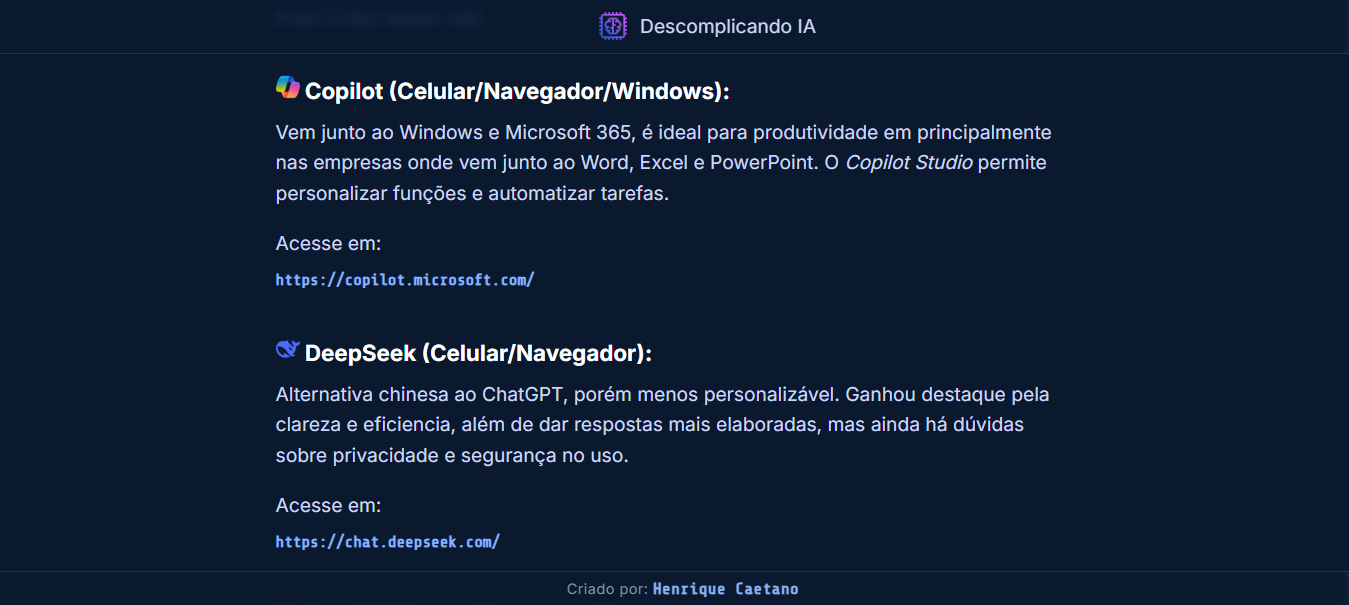 Descomplicando IA
Copilot (Celular/Navegador/Windows):
Vem junto ao Windows e Microsoft 365, é ideal para produtividade em principalmente
nas empresas onde vem junto ao Word, Excel e PowerPoint. O Copilot Studio permite
personalizar funções e automatizar tarefas.
Acesse em:
https://copilot.microsoft.com/
DeepSeek (Celular/Navegador):
Alternativa chinesa ao ChatGPT, porém menos personalizável. Ganhou destaque pela
clareza e eficiencia, além de dar respostas mais elaboradas, mas ainda há dúvidas
sobre privacidade e segurança no uso.
Acesse em:
https://chat.deepseek.com/
Criado por: Henrique Caetano